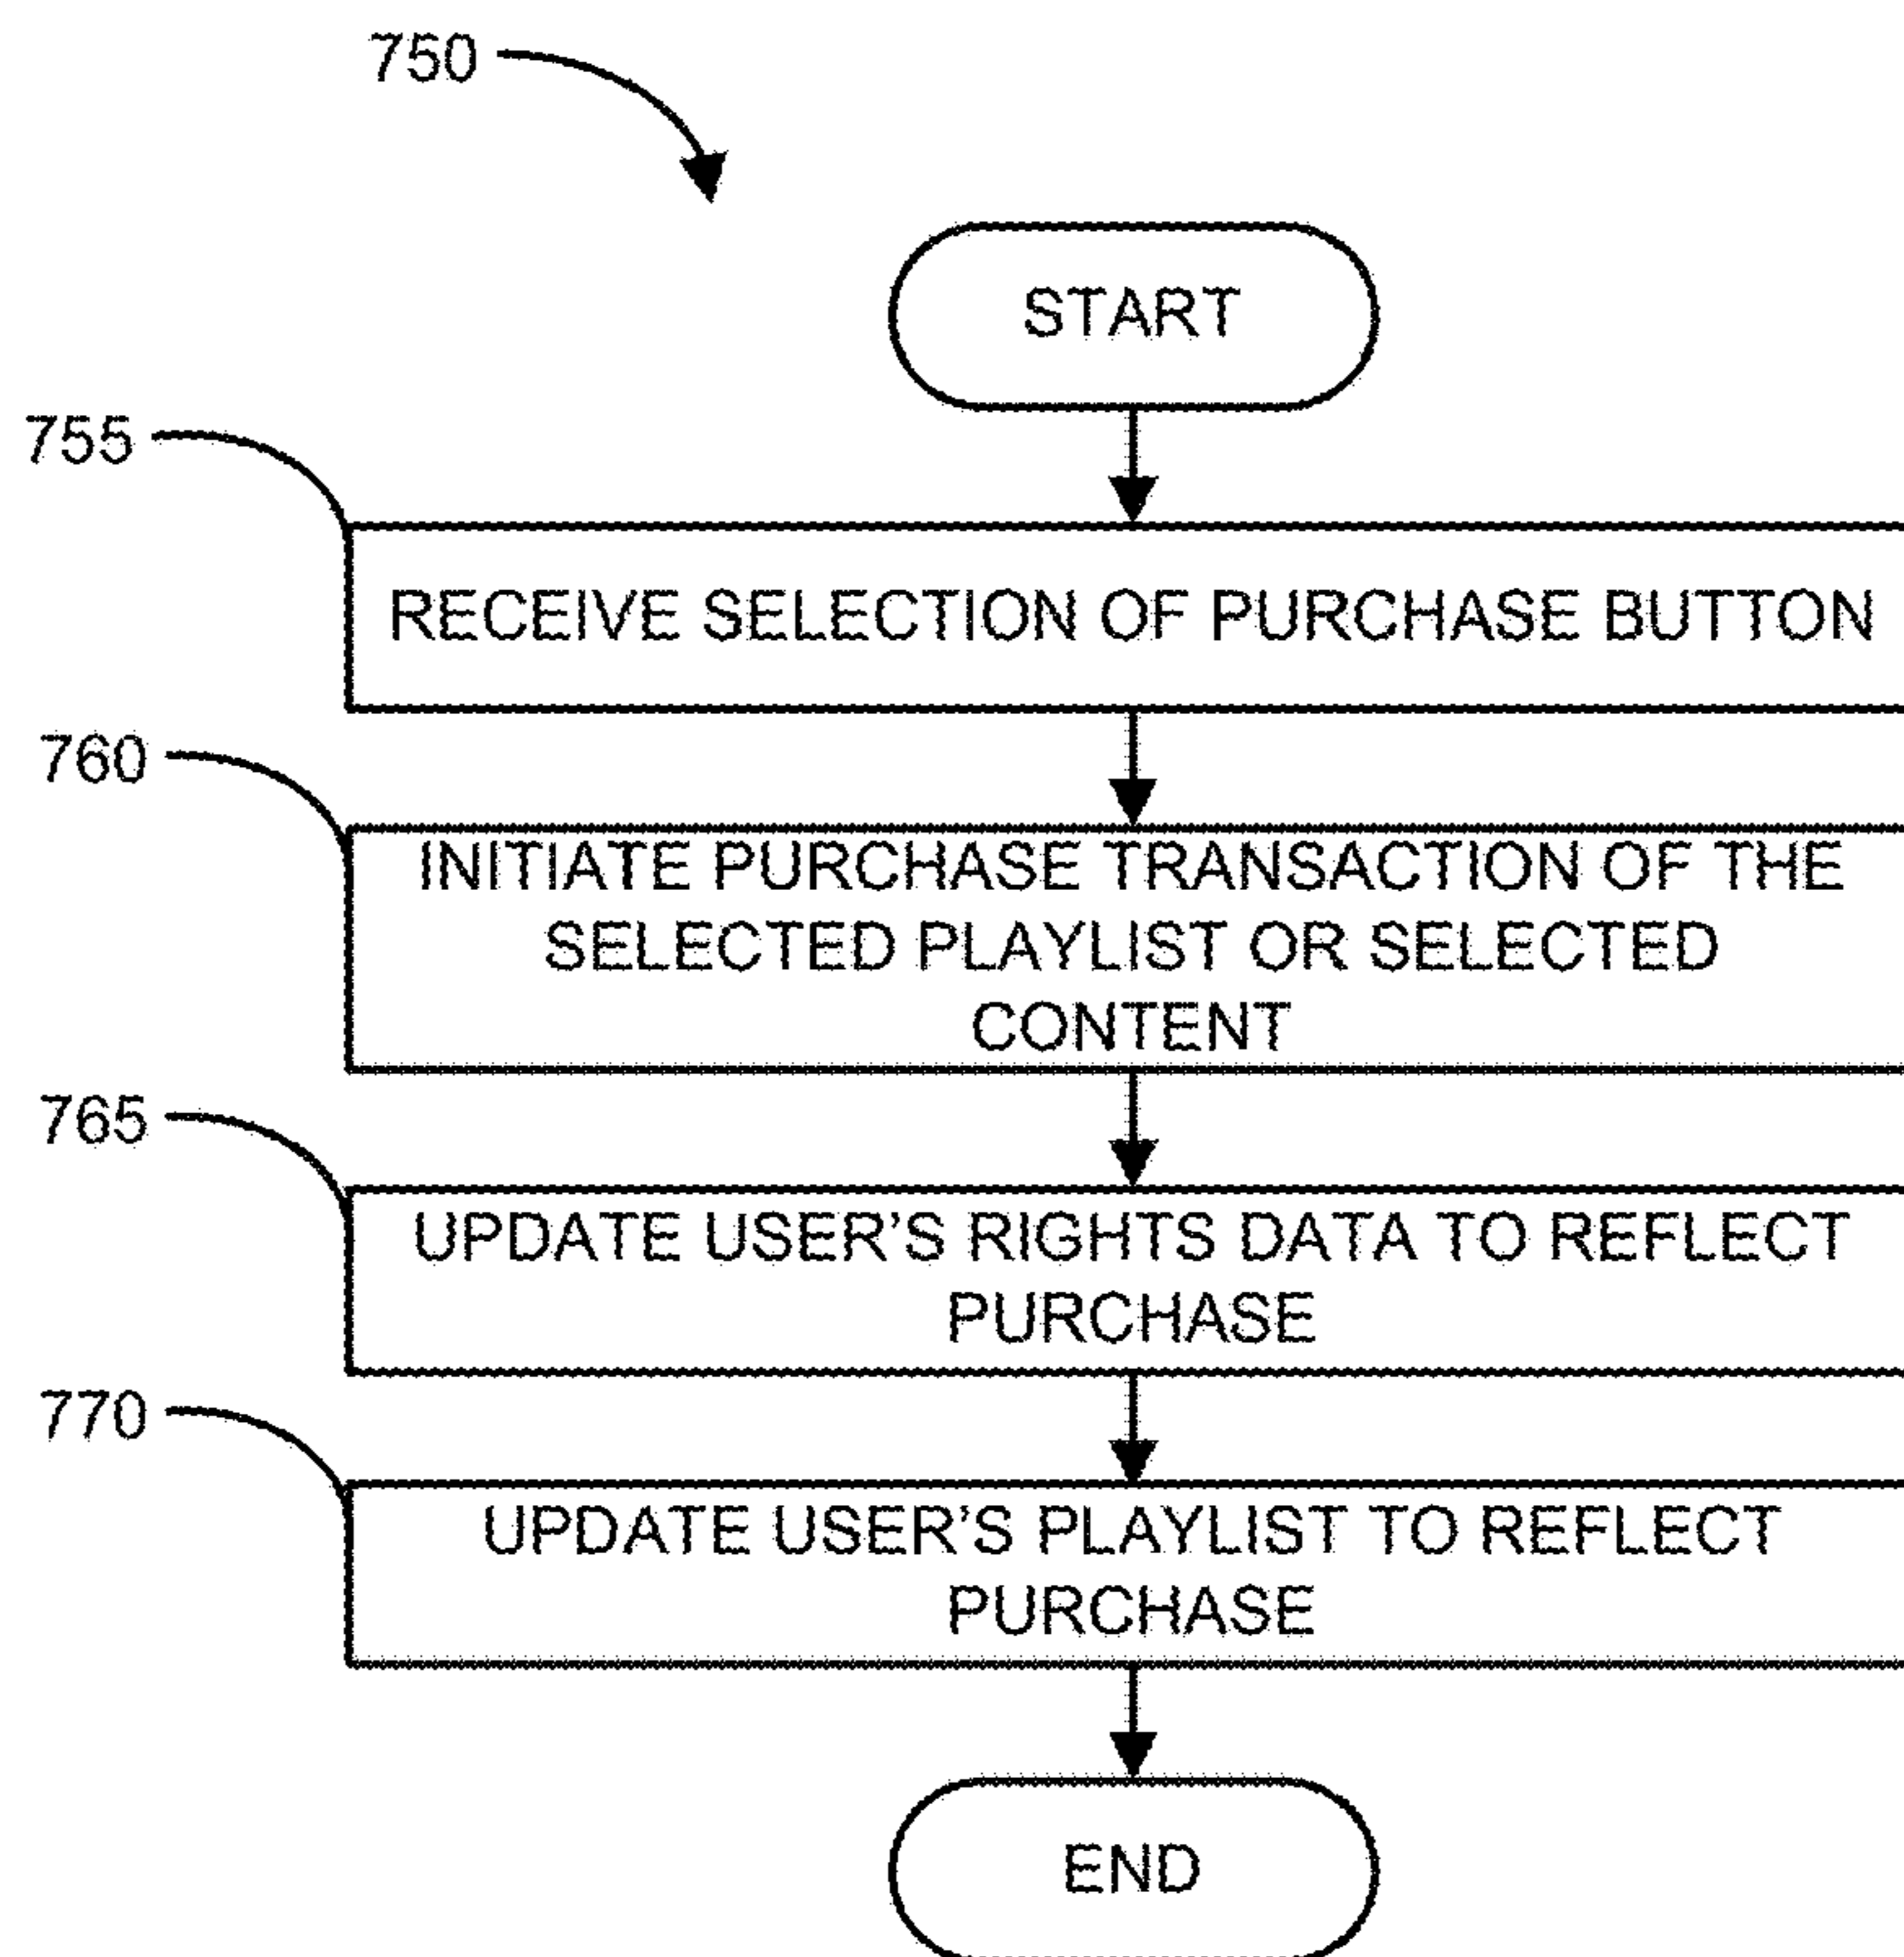 750
START
755
RECEIVE SELECTION OF PURCHASE BUTTON
760
INITIATE PURCHASE TRANSACTION OF THE
SELECTED PLAYLIST OR SELECTED
CONTENT
765
UPDATE USER’S RIGHTS DATA TO REFLECT
PURCHASE
770
UPDATE USER’S PLAYLIST TO REFLECT
PURCHASE
END